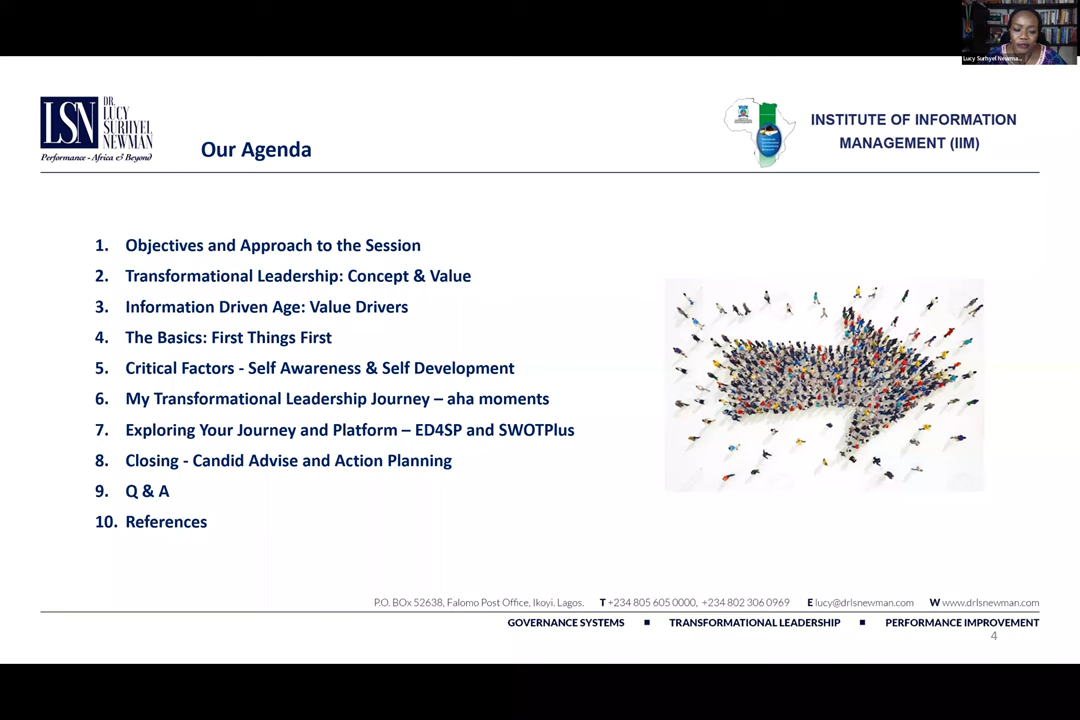 Lucy Surhyel Newma...
LSN
DR.
LUCY
SURHYEL
NEWMAN
Performance - Africa & Beyond
Our Agenda
INSTITUTE OF INFORMATION
MANAGEMENT (IIM)
1. Objectives and Approach to the Session
2. Transformational Leadership: Concept & Value
3. Information Driven Age: Value Drivers
4. The Basics: First Things First
5. Critical Factors - Self Awareness & Self Development
6. My Transformational Leadership Journey – aha moments
7. Exploring Your Journey and Platform – ED4SP and SWOTPlus
8. Closing - Candid Advise and Action Planning
9. Q & A
10. References
P.O. BOx 52638, Falomo Post Office, Ikoyi. Lagos. T +234 805 605 0000, +234 802 306 0969 E lucy@drlsnewman.com W www.drlsnewman.com
GOVERNANCE SYSTEMS ■ TRANSFORMATIONAL LEADERSHIP ■ PERFORMANCE IMPROVEMENT
4